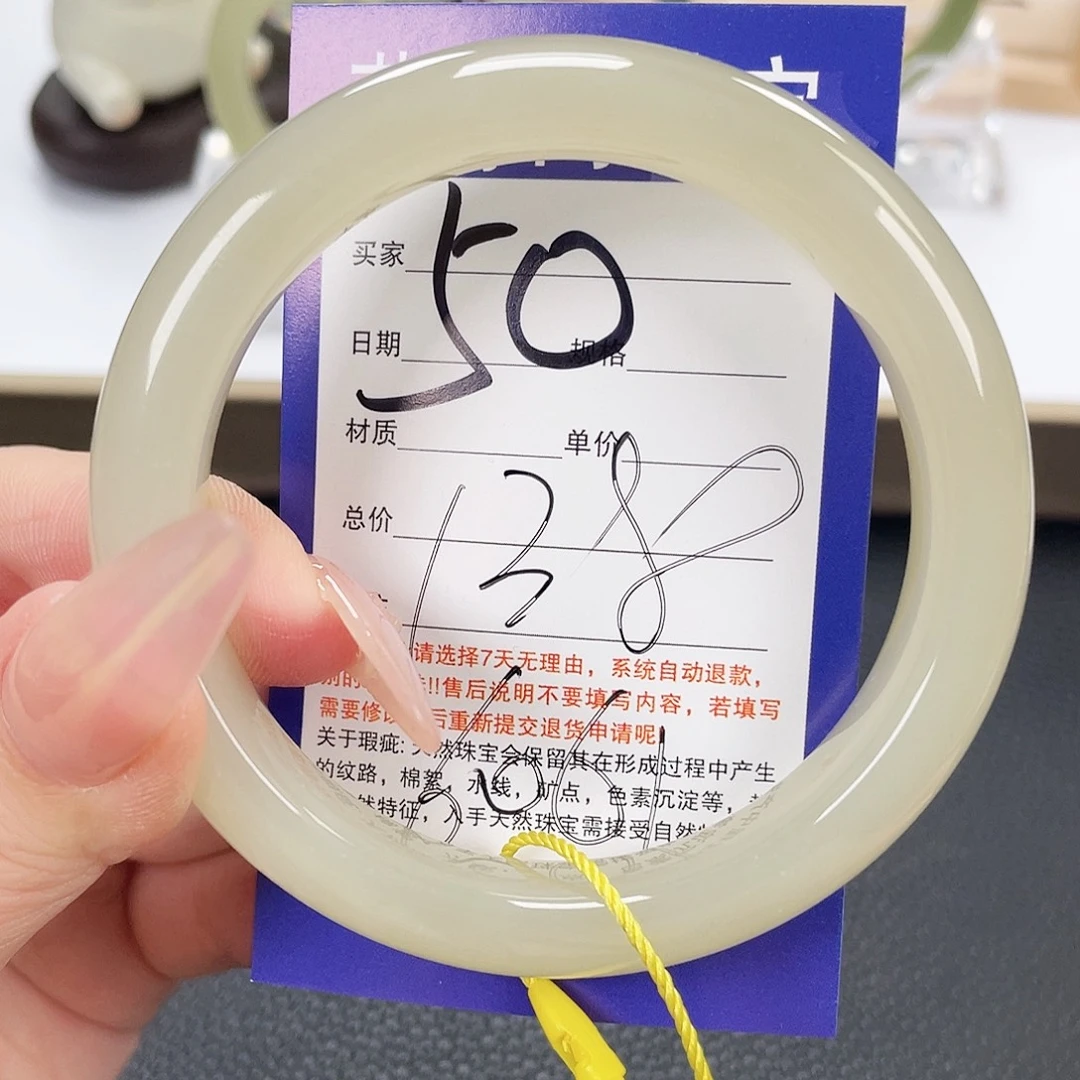 买家
50
日期 规格
材质 单价
总价
138
请选择7天无理由，系统自动退款，
!!售后说明不要填写内容，若填写
需要修 后重新提交退货申请呢
关于瑕疵:天然珠宝会保留其在形成过程中产生
的纹路，棉絮，水线，矿点，色素沉淀等，
然特征，入手天然珠宝需接受自然